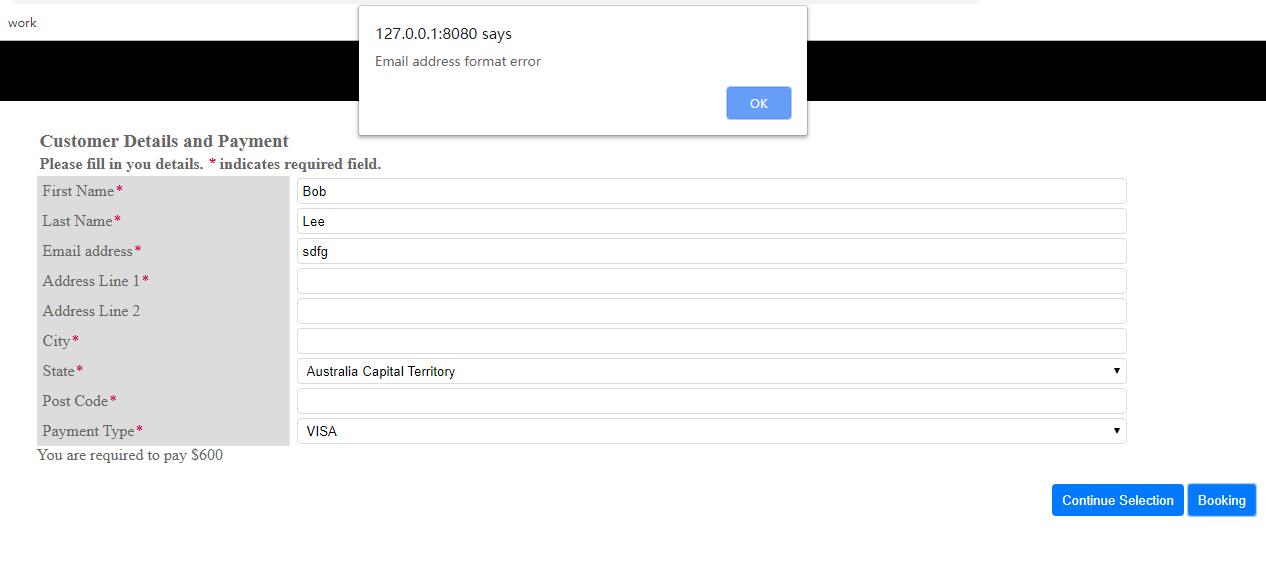 work
127.0.0.1:8080 says
Email address format error
OK
Customer Details and Payment
Please fill in you details. * indicates required field.
First Name* Bob
Last Name* Lee
Email address* sdfg
Address Line 1*
Address Line 2
City*
State* Australia Capital Territory
Post Code*
Payment Type* VISA
You are required to pay $600
Continue Selection Booking